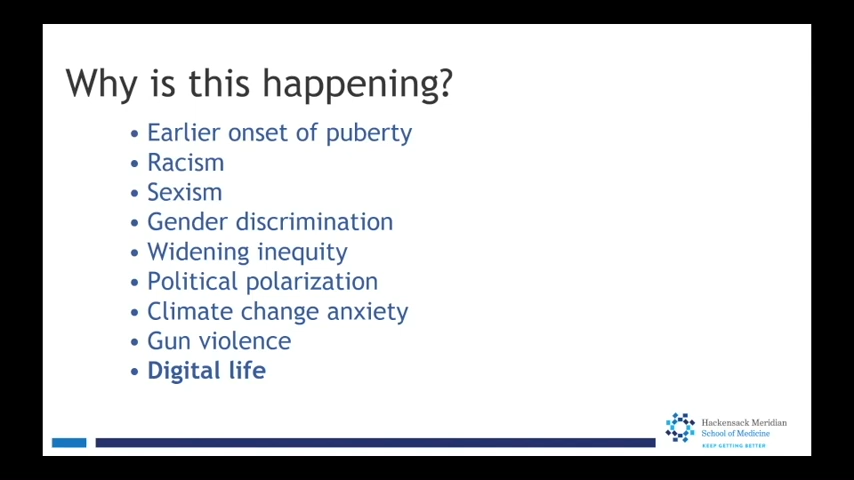 Why is this happening?
• Earlier onset of puberty
• Racism
• Sexism
• Gender discrimination
• Widening inequity
• Political polarization
• Climate change anxiety
• Gun violence
• Digital life
Hackensack Meridian
School of Medicine
KEEP GETTING BETTER